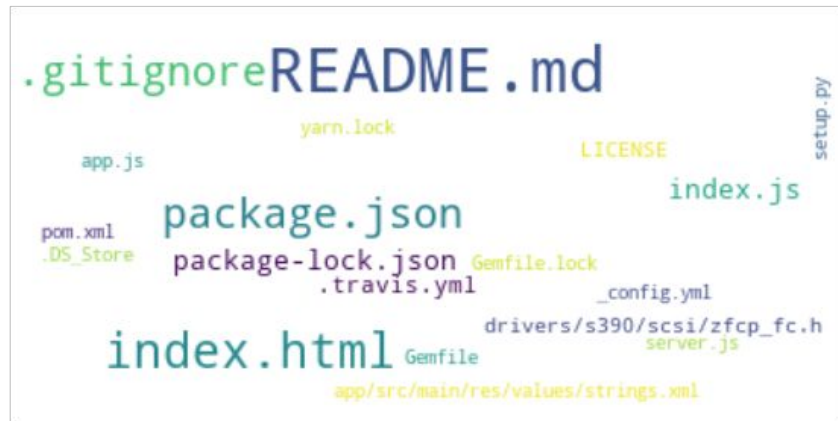 .gitignore
README.md
setup.py
yarn.lock
LICENSE
app.js
index.js
package.json
pom.xml
.DS_Store
package-lock.json
Gemfile.lock
.travis.yml
_config.yml
drivers/s390/scsi/zfcp_fc.h
server.js
index.html
Gemfile
app/src/main/res/values/strings.xml